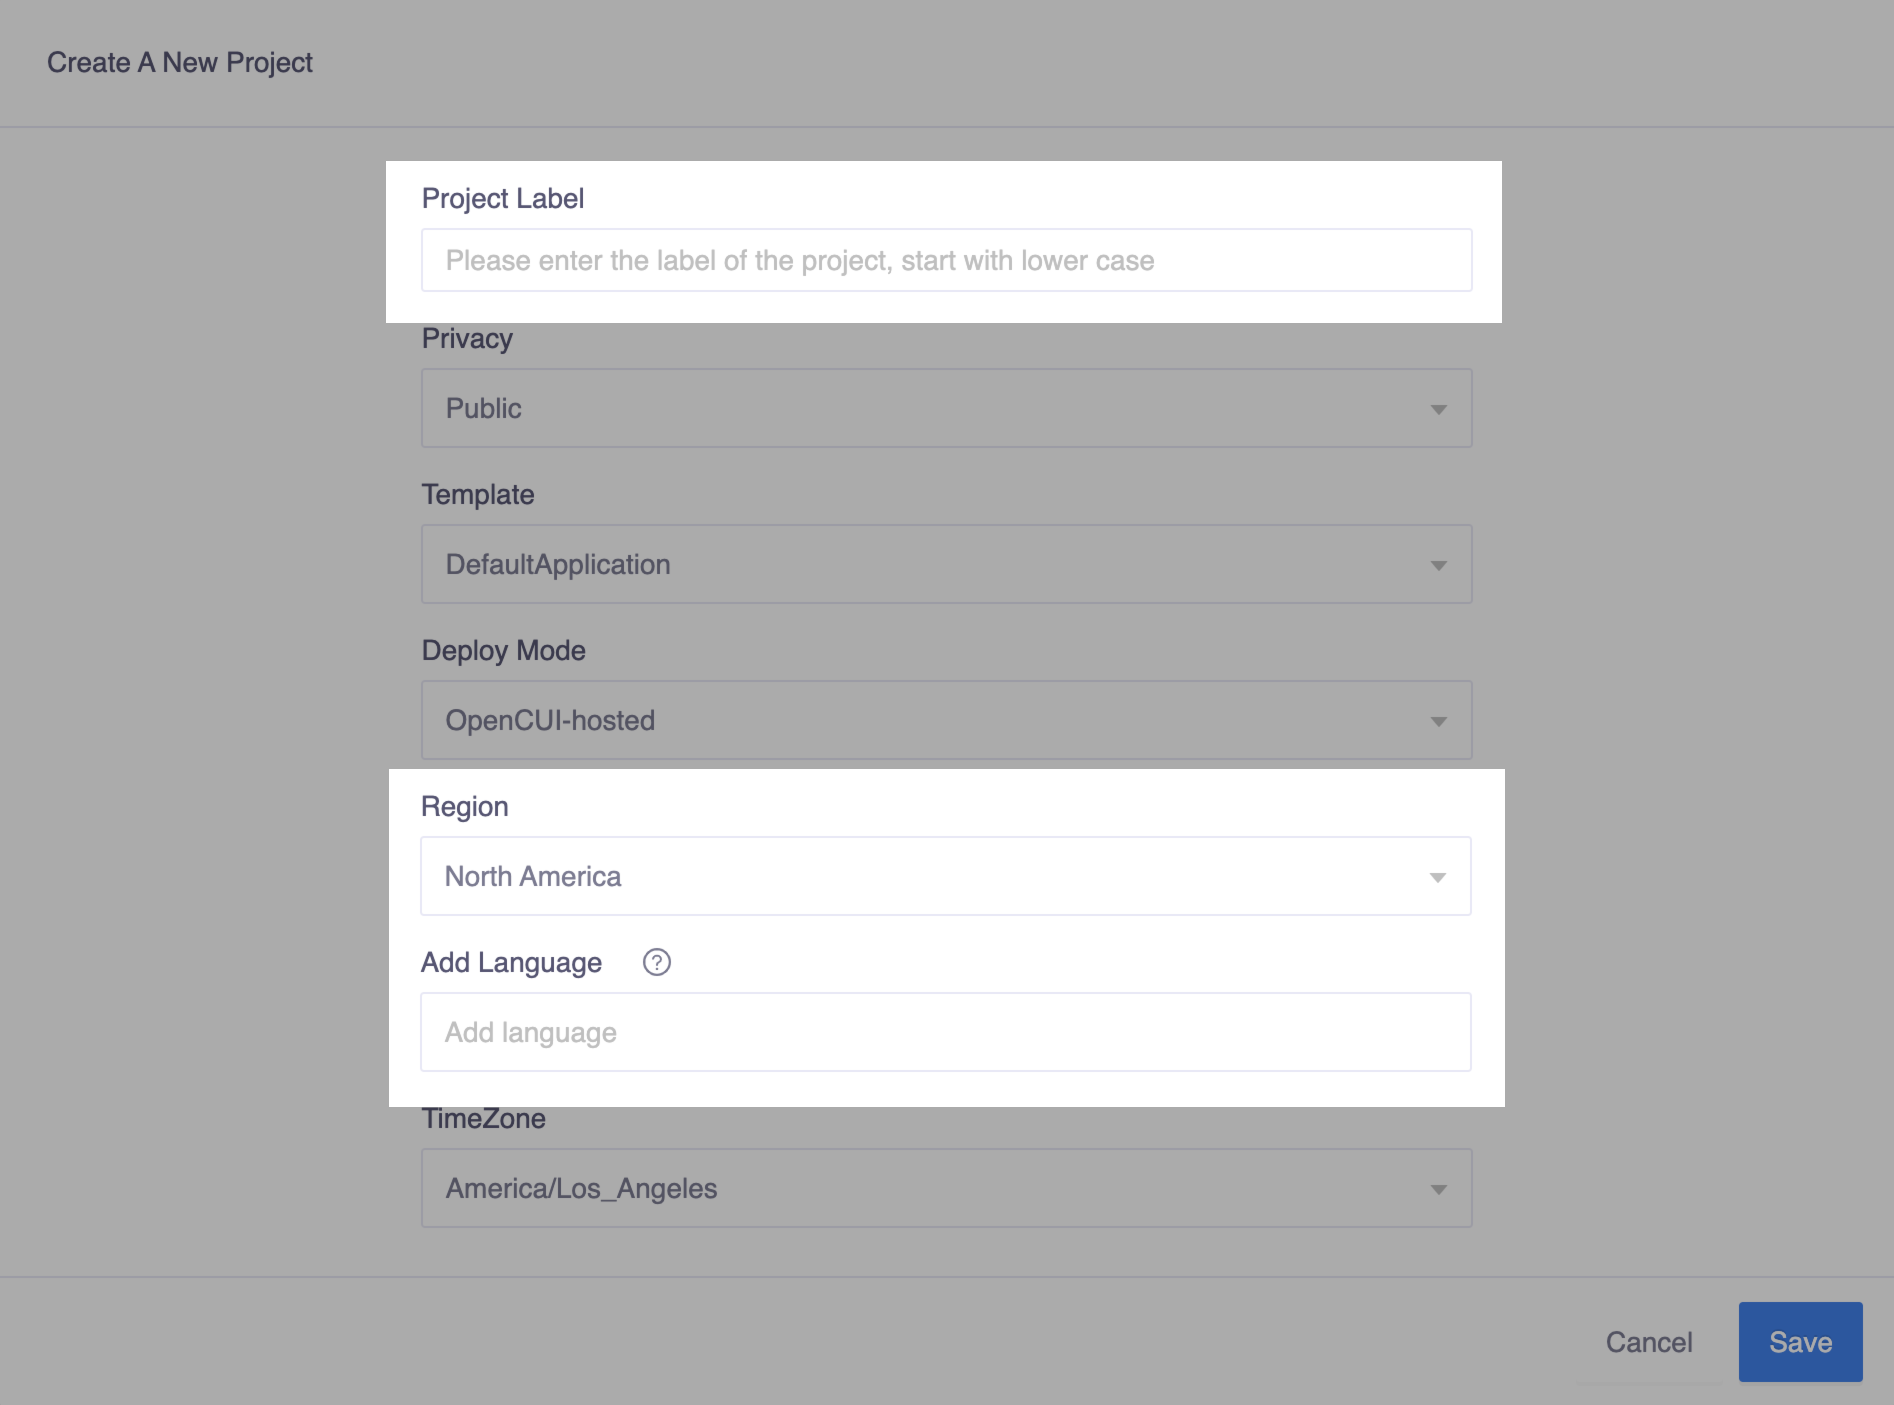 Create A New Project
Project Label
Please enter the label of the project, start with lower case
Privacy
Public
Template
DefaultApplication
Deploy Mode
OpenCUI-hosted
Region
North America
Add Language ?
Add language
TimeZone
America/Los_Angeles
Cancel
Save